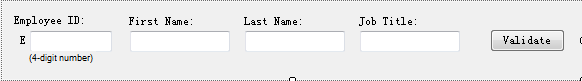 Employee ID: First Name: Last Name: Job Title:
E Validate
(4-digit number)